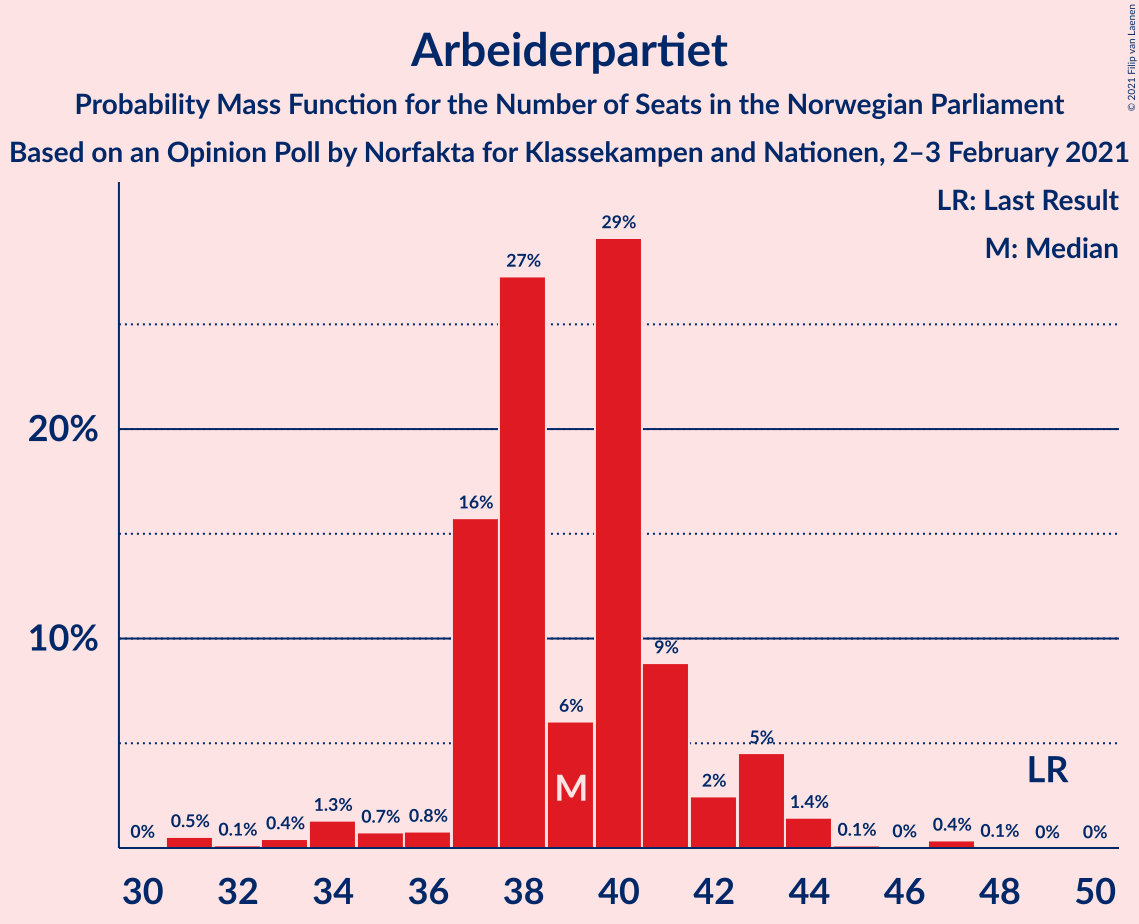 Arbeiderpartiet
Probability Mass Function for the Number of Seats in the Norwegian Parliament
Based on an Opinion Poll by Norfakta for Klassekampen and Nationen, 2–3 February 2021
© 2021 Filip van Laenen
LR: Last Result
M: Median
20%
10%
0%
0.5%
0.1%
0.4%
1.3%
0.7%
0.8%
16%
27%
6%
29%
9%
2%
5%
1.4%
0.1%
0%
0.4%
0.1%
0%
0%
M
LR
30 32 34 36 38 40 42 44 46 48 50